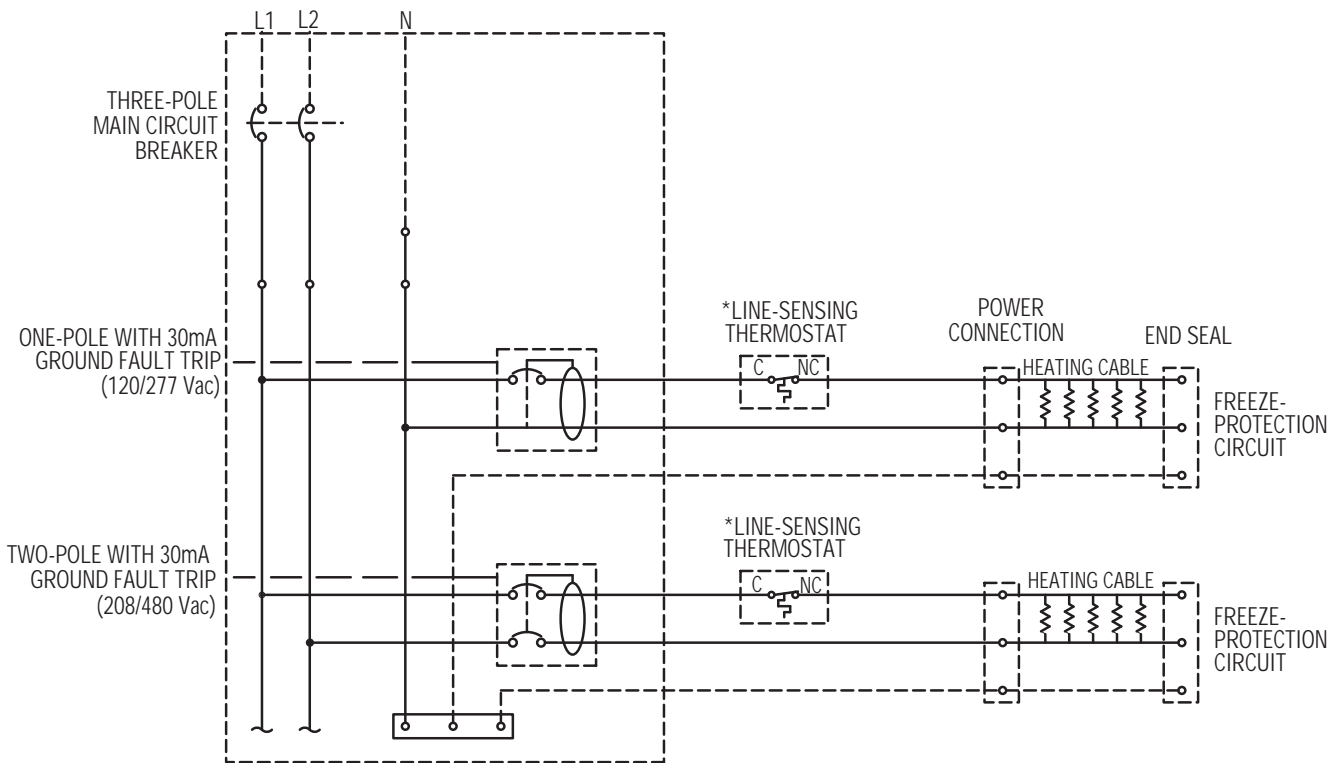 L1 L2 N
THREE-POLE
MAIN CIRCUIT
BREAKER
ONE-POLE WITH 30mA
GROUND FAULT TRIP
(120/277 Vac)
*LINE-SENSING
THERMOSTAT
C NC
POWER
CONNECTION
END SEAL
HEATING CABLE
FREEZE-
PROTECTION
CIRCUIT
TWO-POLE WITH 30mA
GROUND FAULT TRIP
(208/480 Vac)
*LINE-SENSING
THERMOSTAT
C NC
HEATING CABLE
FREEZE-
PROTECTION
CIRCUIT